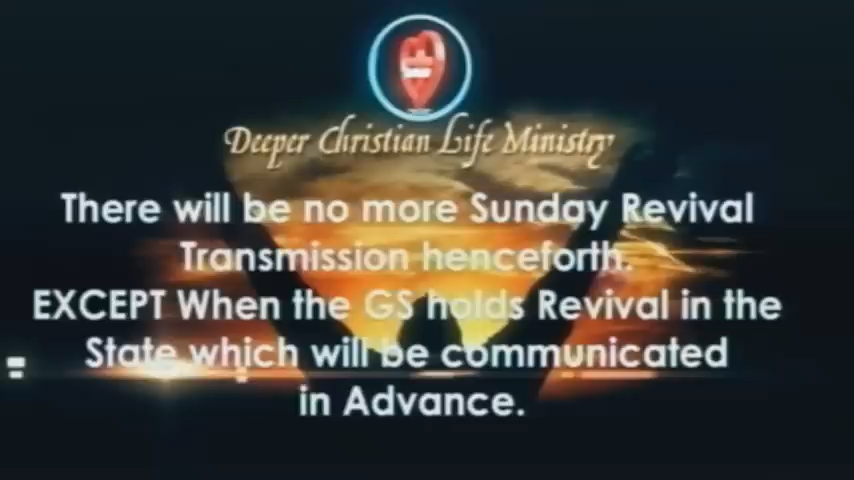 Deeper Christian Life Ministry
There will be no more Sunday Revival
Transmission henceforth.
EXCEPT When the GS holds Revival in the
State which will be communicated
in Advance.